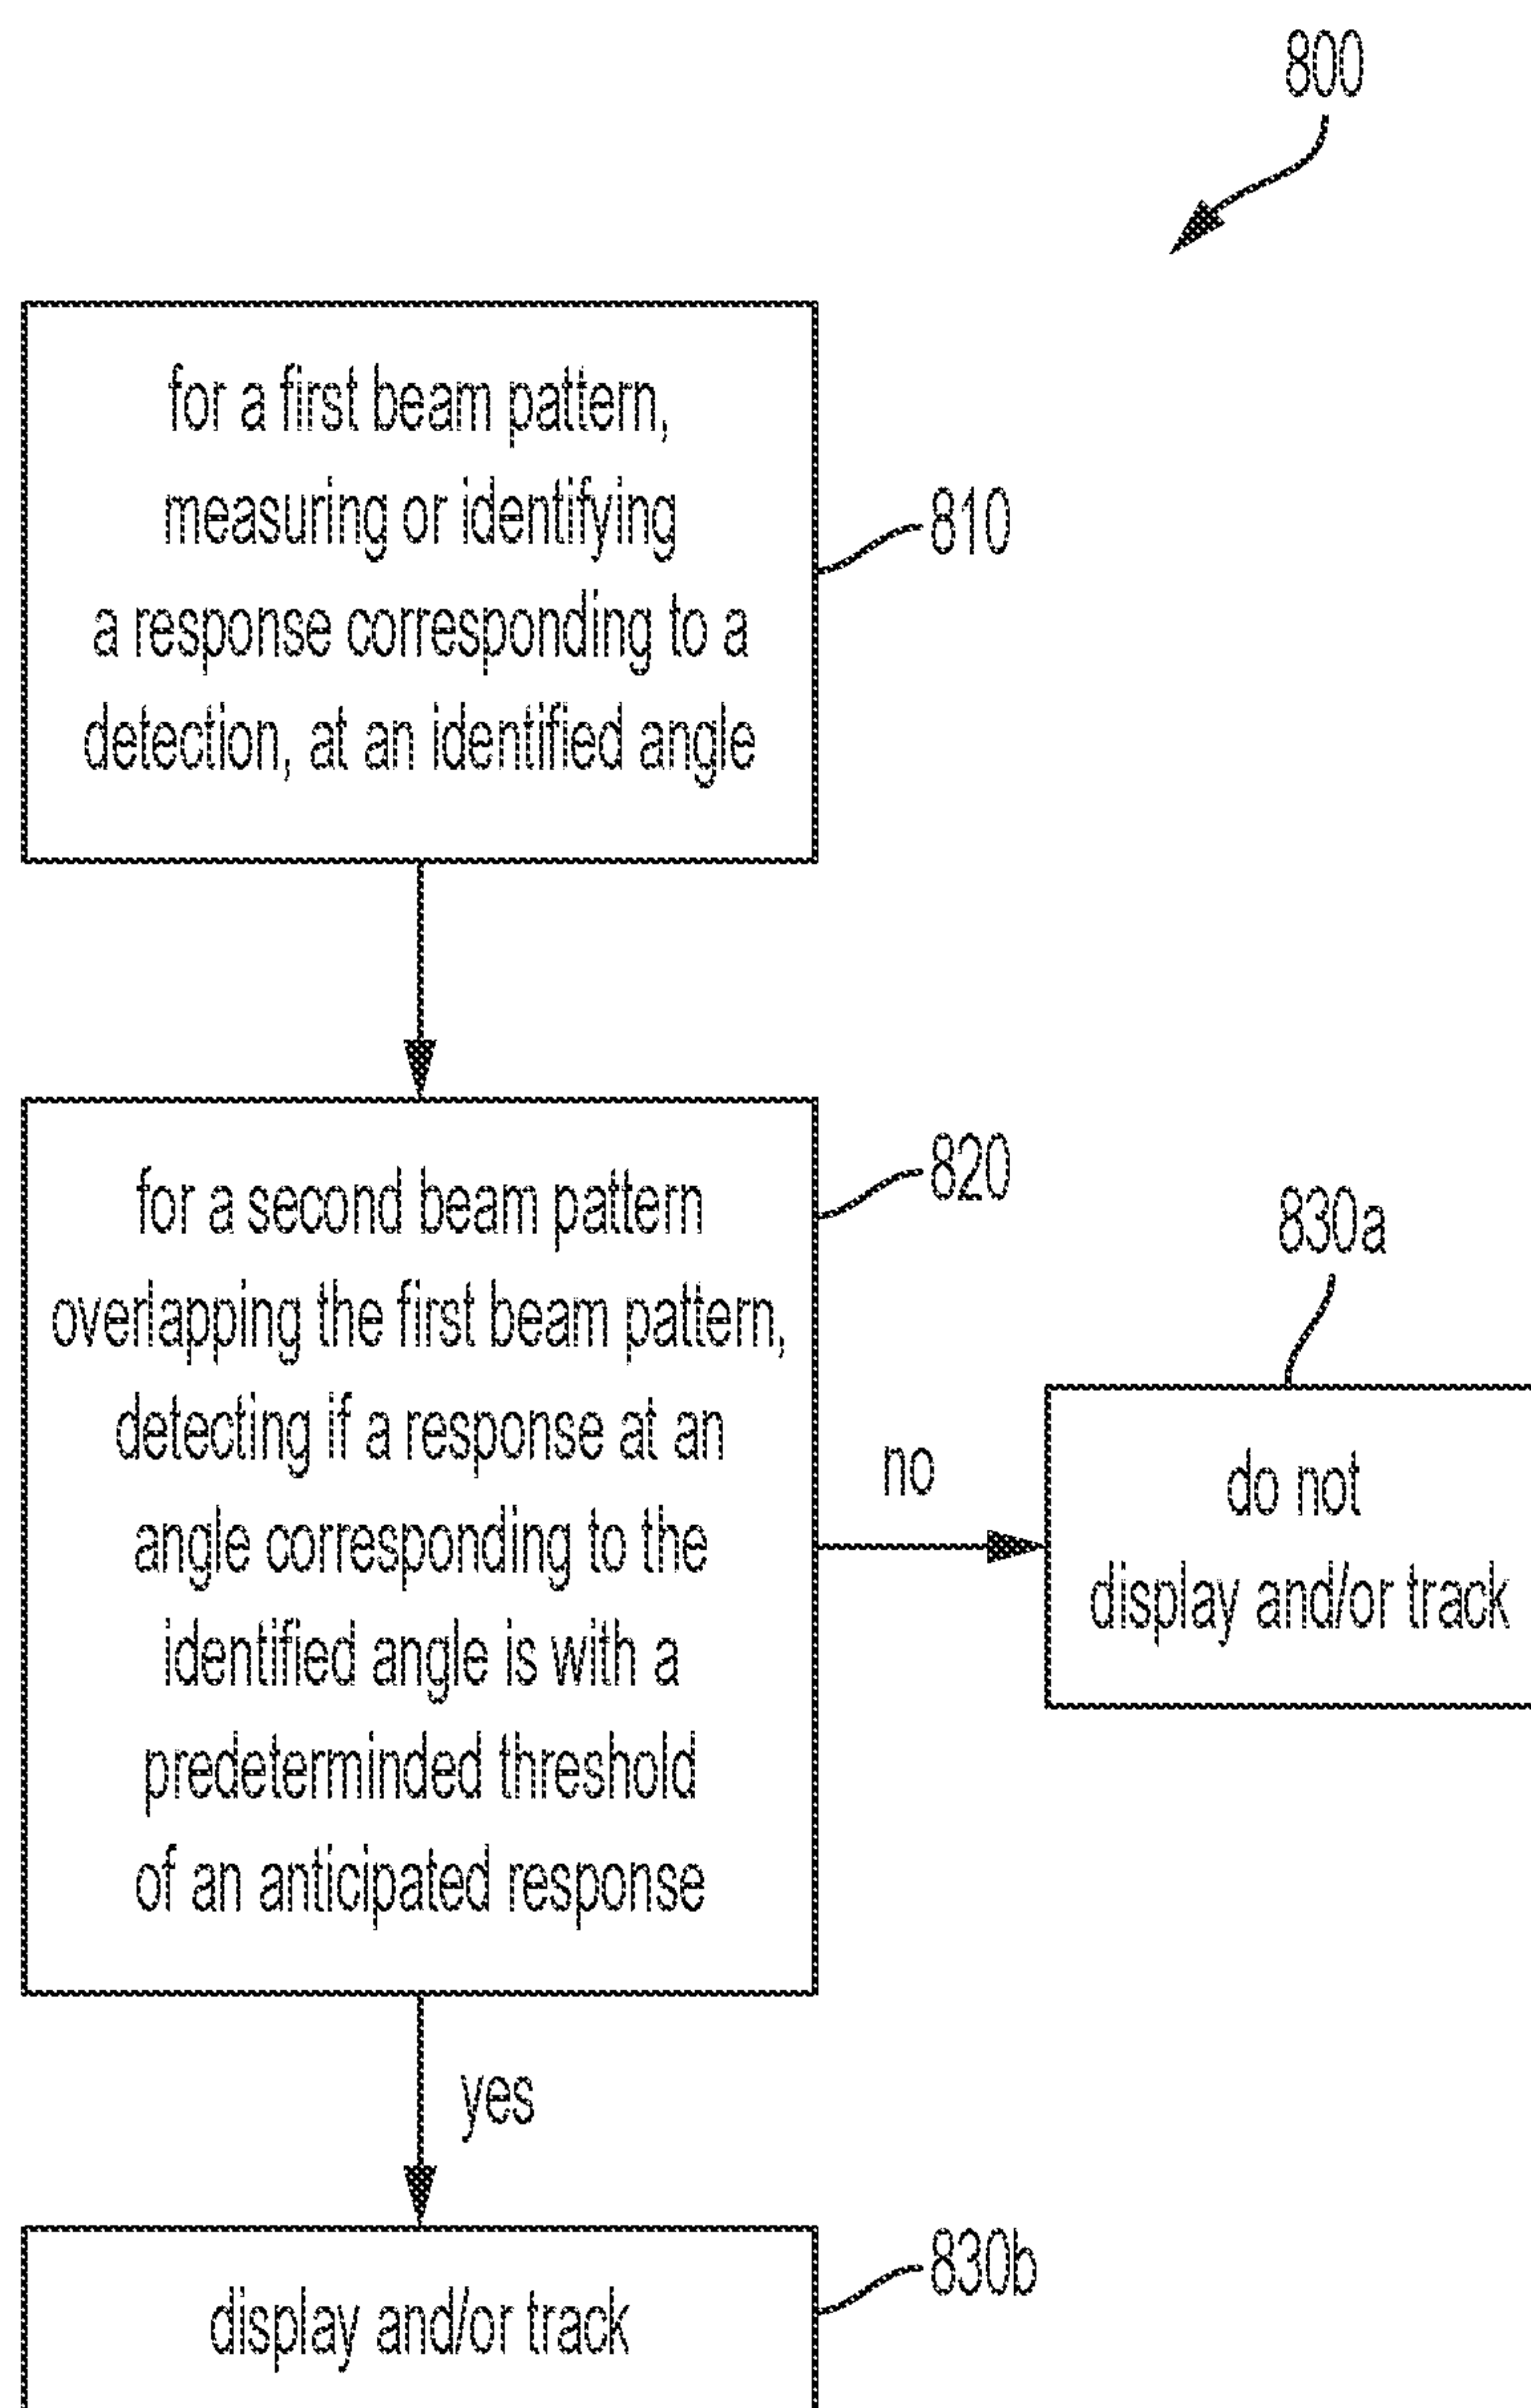 800
for a first beam pattern,
measuring or identifying
a response corresponding to a
detection, at an identified angle
810
for a second beam pattern
overlapping the first beam pattern,
detecting if a response at an
angle corresponding to the
identified angle is with a
predeterminded threshold
of an anticipated response
820
no
830a
do not
display and/or track
yes
display and/or track
830b